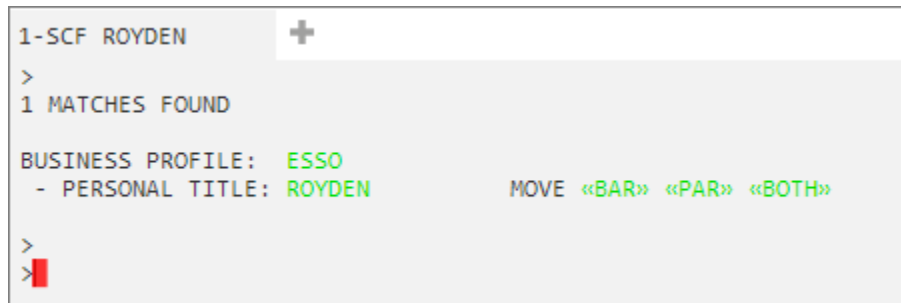 1-SCF ROYDEN
>
1 MATCHES FOUND
BUSINESS PROFILE: ESSO
- PERSONAL TITLE: ROYDEN MOVE «BAR» «PAR» «BOTH»
>
>